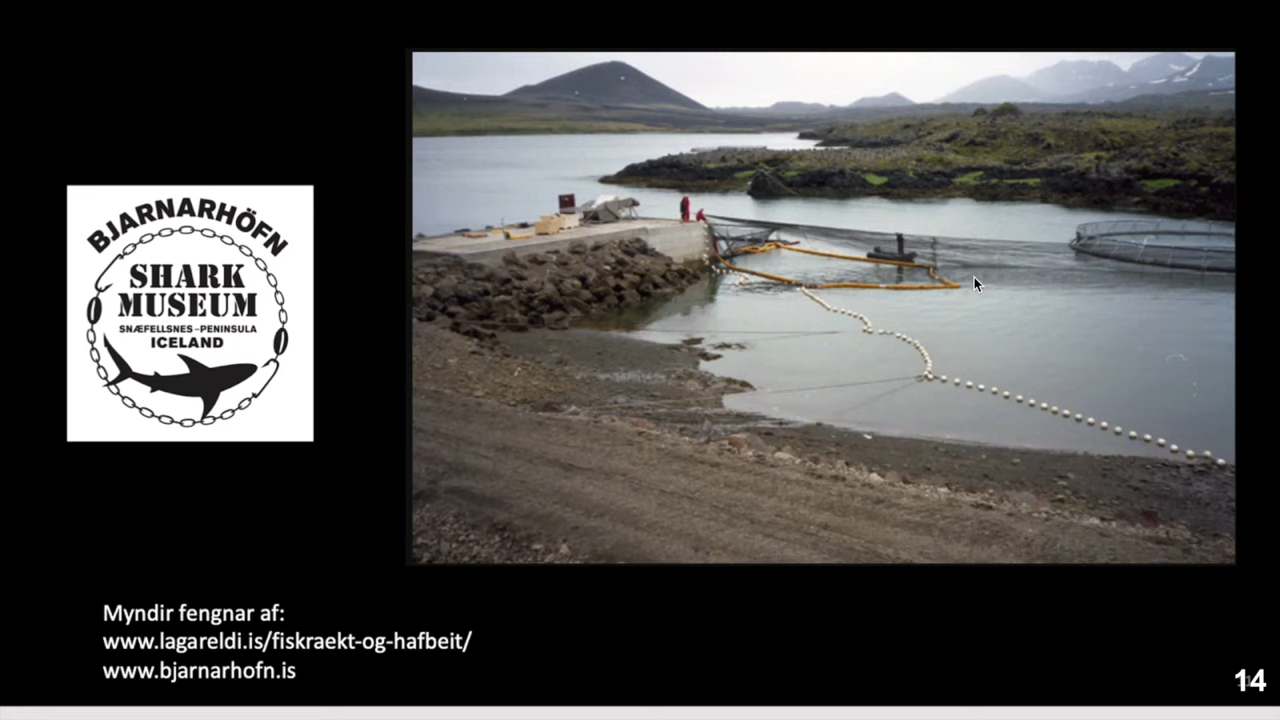 BJARNARHÖFN
SHARK
MUSEUM
SNÆFELLSNES-PENINSULA
ICELAND
Myndir fengnar af:
www.lagareldi.is/fiskraekt-og-hafbeit/
www.bjarnarhofn.is
14